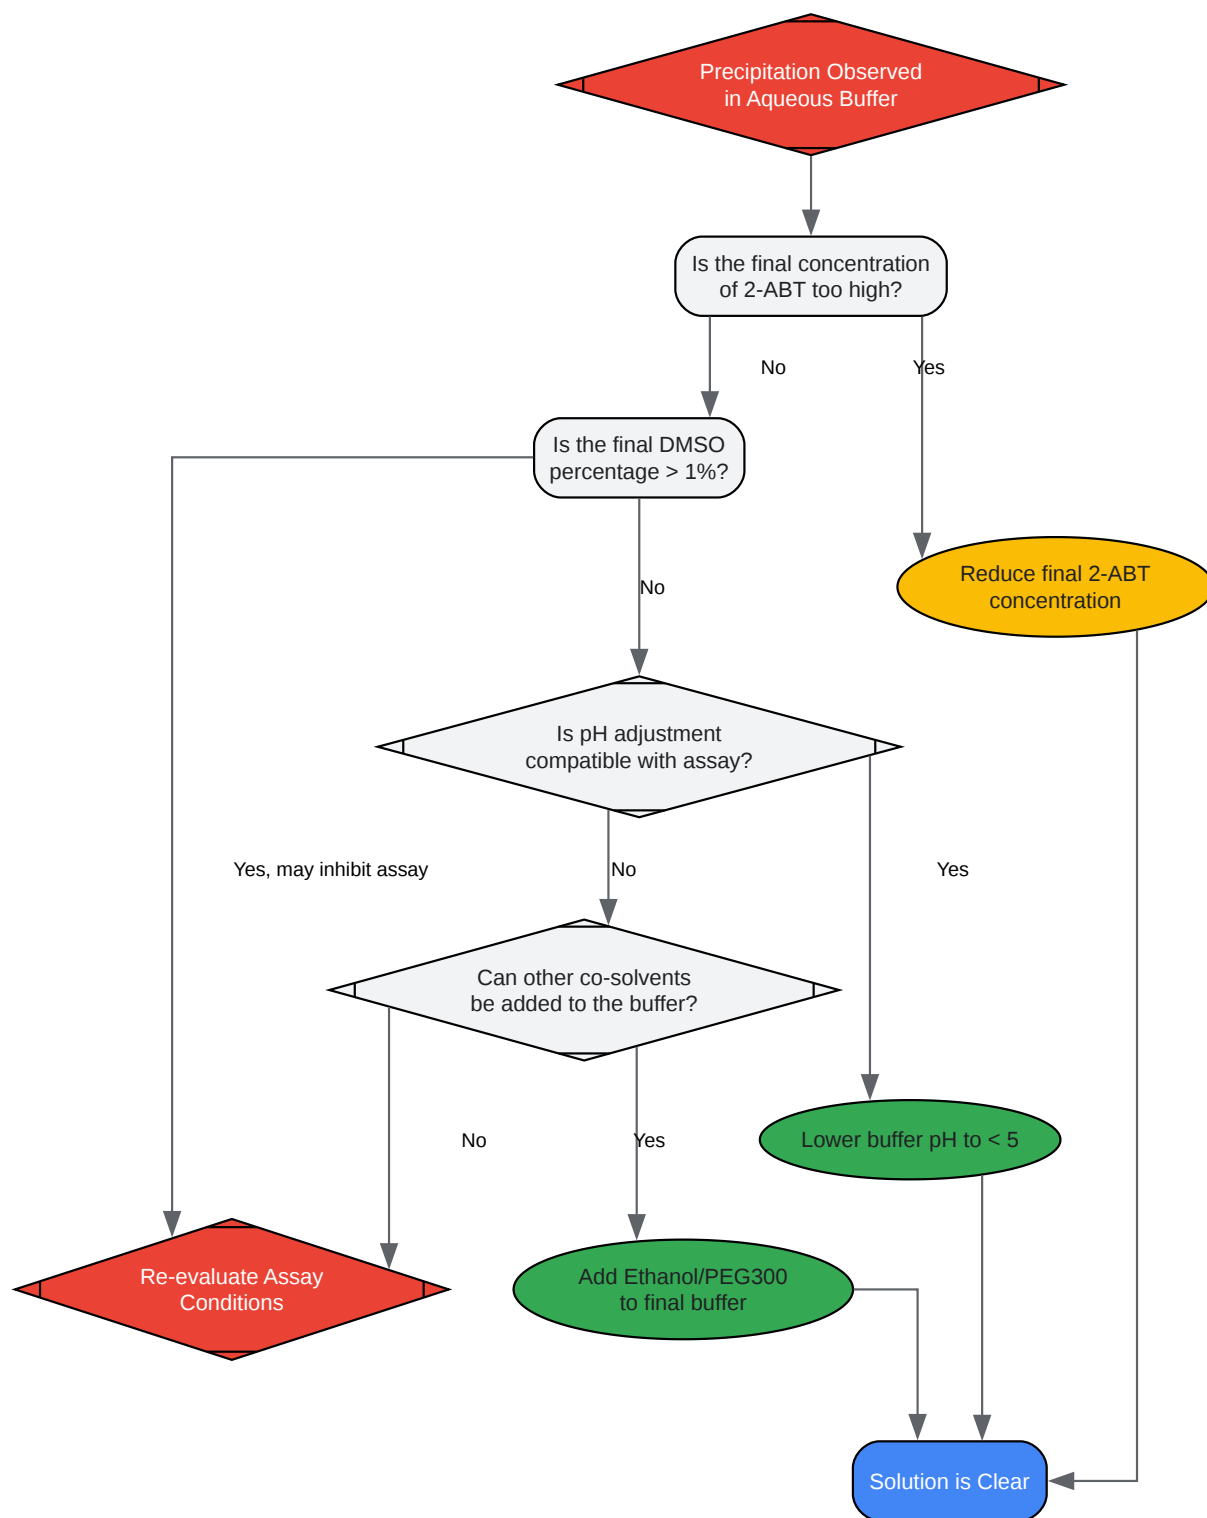 Precipitation Observed
in Aqueous Buffer
Is the final concentration
of 2-ABT too high?
No
Yes
Is the final DMSO
percentage > 1%?
Reduce final 2-ABT
concentration
No
Is pH adjustment
compatible with assay?
Yes, may inhibit assay
No
Yes
Can other co-solvents
be added to the buffer?
No
Yes
Lower buffer pH to < 5
Re-evaluate Assay
Conditions
Add Ethanol/PEG300
to final buffer
Solution is Clear